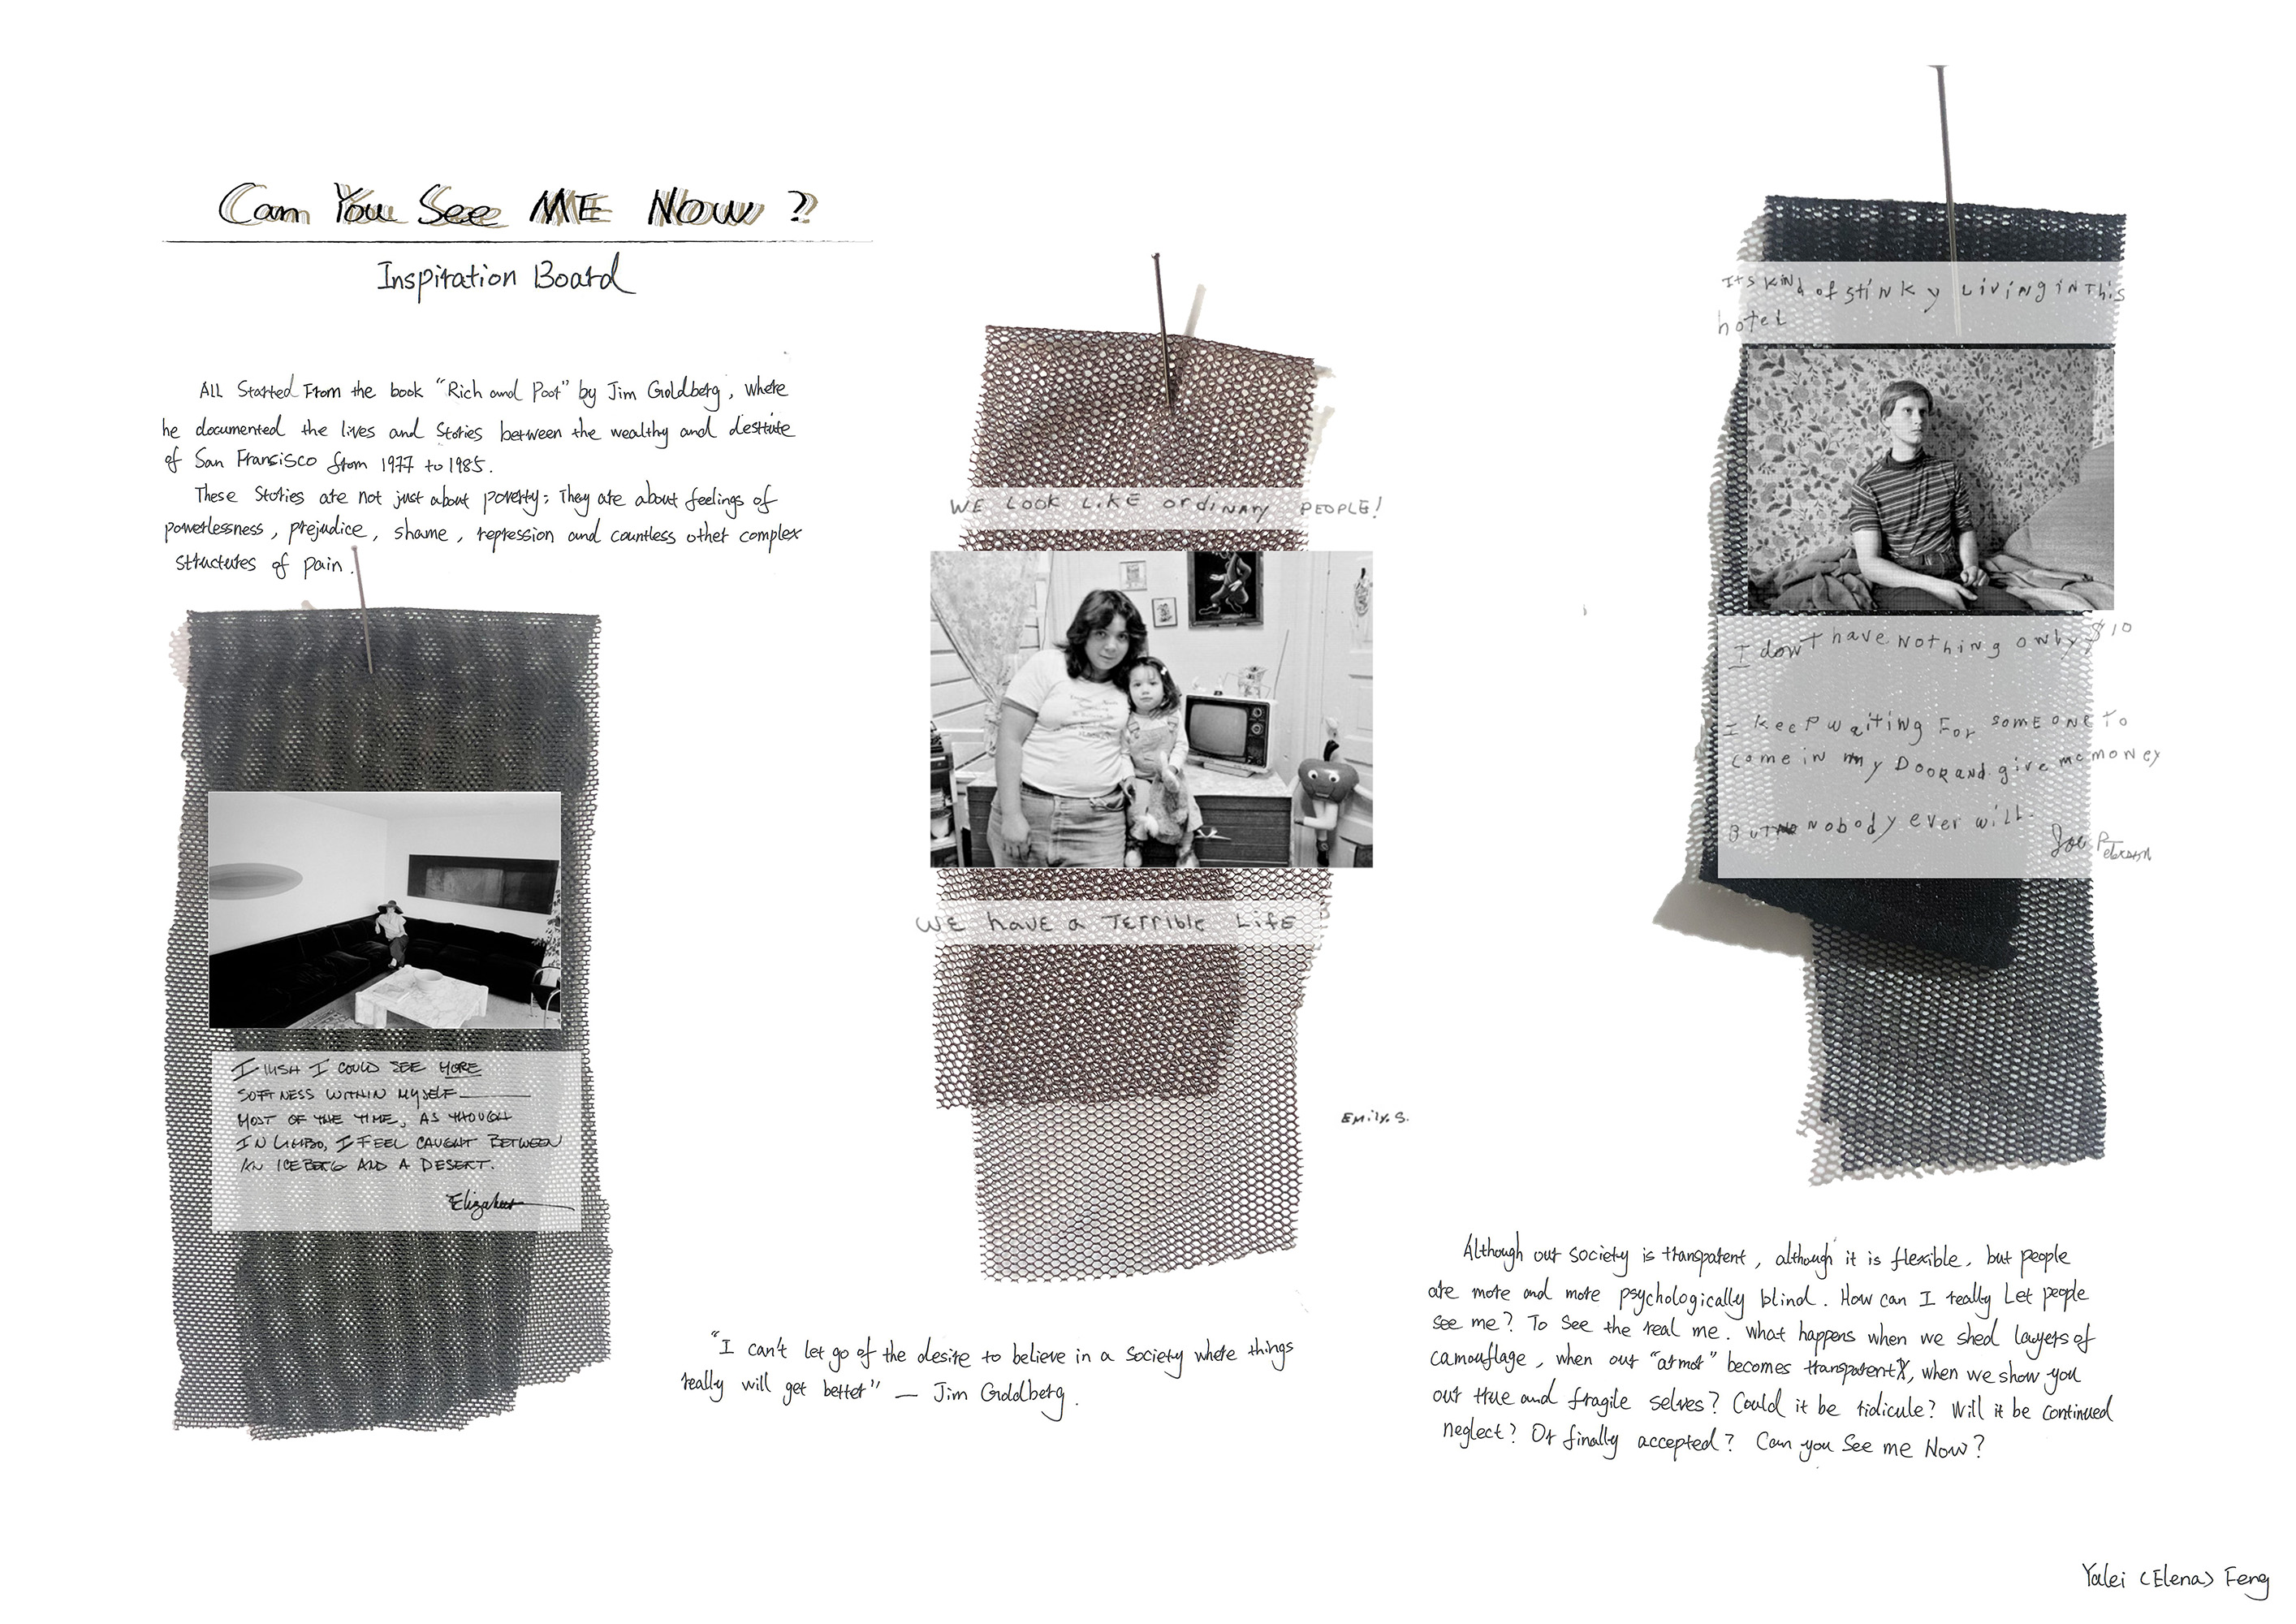 Can You See ME Now ?
Inspiration Board
All Started From the book "Rich and Poor" by Jim Goldberg, where
he documented the lives and Stories between the wealthy and destitute
of San Fransisco from 1977 to 1985.
These Stories are not just about poverty; They are about feelings of
powerlessness, prejudice, shame, repression and countless other complex
structures of pain.
I WISH I COULD SEE MORE
SOFTNESS WITHIN MYSELF
MOST OF THE TIME, AS THOUGH
IN LIMBO, I FEEL CAUGHT BETWEEN
AN ICEBERG AND A DESERT.
WE LOOK LIKE ordiNARY PEOPLE!
WE have a TerriBle Life
Emily. S.
"I can't let go of the desire to believe in a society where things
really will get better" — Jim Goldberg.
ITS KiNd of StiNKy LiviNg iN This
hotel
I dont have Nothing oNly $10
I KeeP waiting For someoNe To
come in my Door and give me money
But Nobody ever will.
Joe Peterson
Although our society is transparent, although it is flexible, but people
are more and more psychologically blind. How can I really Let people
see me? To see the real me. What happens when we shed layers of
camouflage, when our "armor" becomes transparent, when we show you
our true and fragile selves? Could it be ridicule? Will it be continued
neglect? Or finally accepted? Can you See me Now?
Yalei (Elena) Feng